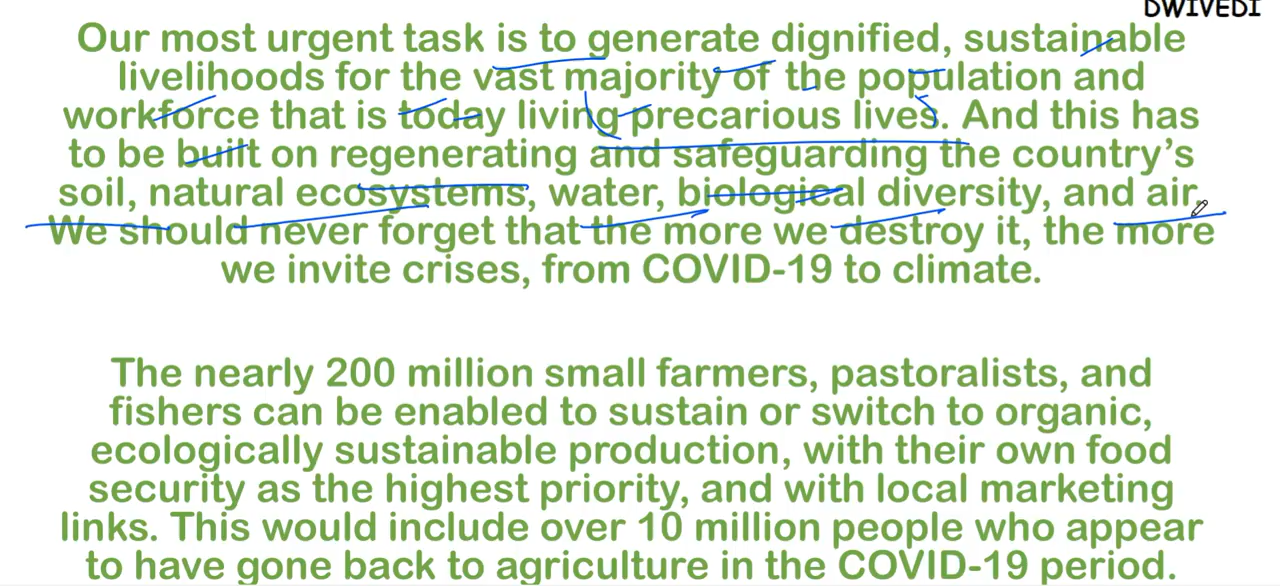 DWIVEDI
Our most urgent task is to generate dignified, sustainable
livelihoods for the vast majority of the population and
workforce that is today living precarious lives. And this has
to be built on regenerating and safeguarding the country's
soil, natural ecosystems, water, biological diversity, and air.
We should never forget that the more we destroy it, the more
we invite crises, from COVID-19 to climate.
The nearly 200 million small farmers, pastoralists, and
fishers can be enabled to sustain or switch to organic,
ecologically sustainable production, with their own food
security as the highest priority, and with local marketing
links. This would include over 10 million people who appear
to have gone back to agriculture in the COVID-19 period.